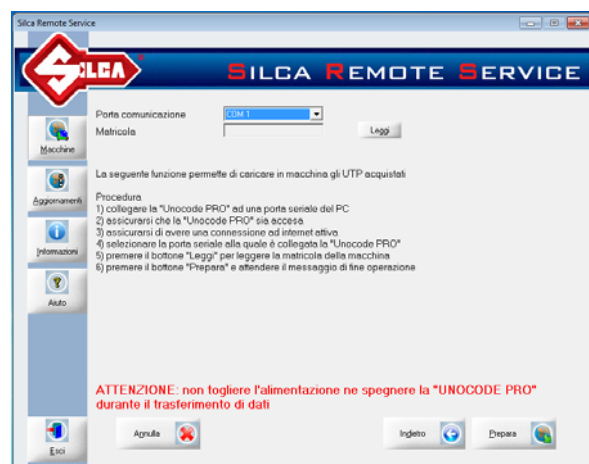 Silca Remote Service
SILCA
SILCA REMOTE SERVICE
Porta comunicazione
COM 1
Matricola
Leggi
Macchine
La seguente funzione permette di caricare in macchina gli UTP acquistati
Aggiornamenti
Procedura
1) collegare la "Unocode PRO" ad una porta seriale del PC
2) assicurarsi che la "Unocode PRO" sia accesa
3) assicurarsi di avere una connessione ad internet attiva
4) selezionare la porta seriale alla quale è collegata la "Unocode PRO"
5) premere il bottone "Leggi" per leggere la matricola della macchina
6) premere il bottone "Prepara" e attendere il messaggio di fine operazione
Informazioni
Aiuto
ATTENZIONE: non togliere l'alimentazione ne spegnere la "UNOCODE PRO"
durante il trasferimento di dati
Esci
Annulla
Indietro
Prepara